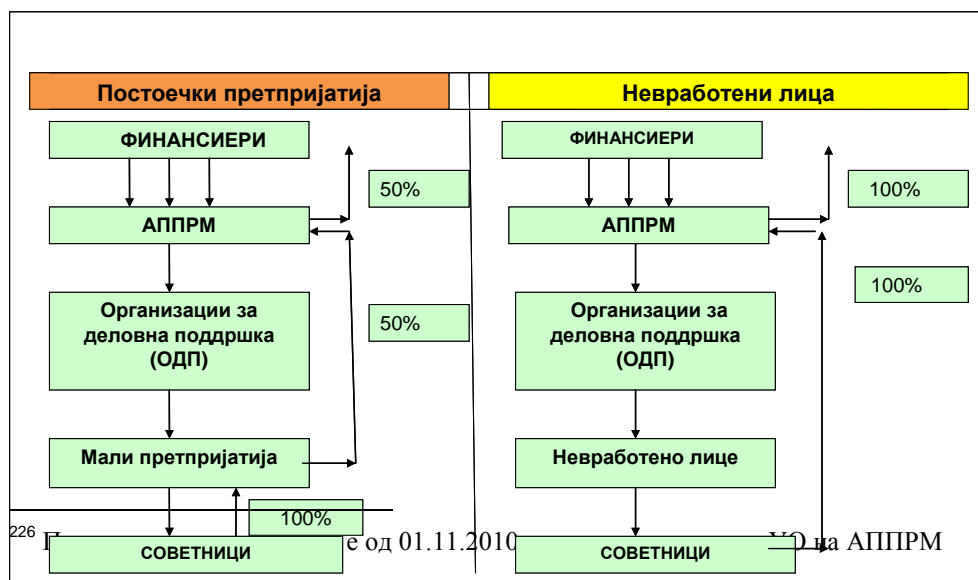 Постоечки претпријатија
ФИНАНСИЕРИ
50%
АППРМ
Организации за
деловна поддршка
(ОДП)
50%
Мали претпријатија
100%
СОВЕТНИЦИ
Невработени лица
ФИНАНСИЕРИ
100%
АППРМ
100%
Организации за
деловна поддршка
(ОДП)
Невработено лице
СОВЕТНИЦИ
226 е од 01.11.2010 УО на АППРМ